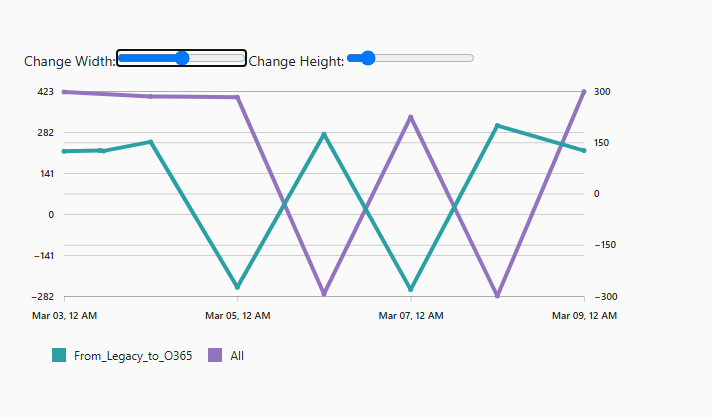 Change Width: Change Height:
423 300
282 150
141 0
0 −150
−141 −300
−282
Mar 03, 12 AM Mar 05, 12 AM Mar 07, 12 AM Mar 09, 12 AM
From_Legacy_to_O365 All